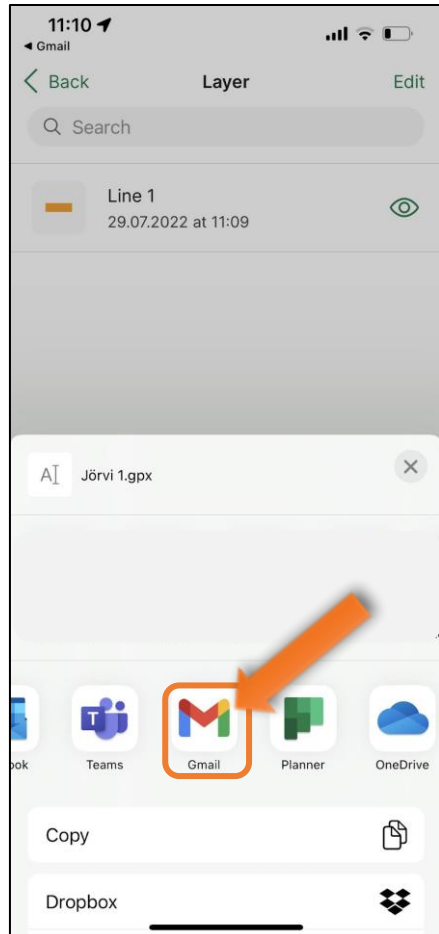 11:10
Gmail
Back Layer Edit
Search
Line 1
29.07.2022 at 11:09
Jörvi 1.gpx
ook Teams Gmail Planner OneDrive
Copy
Dropbox